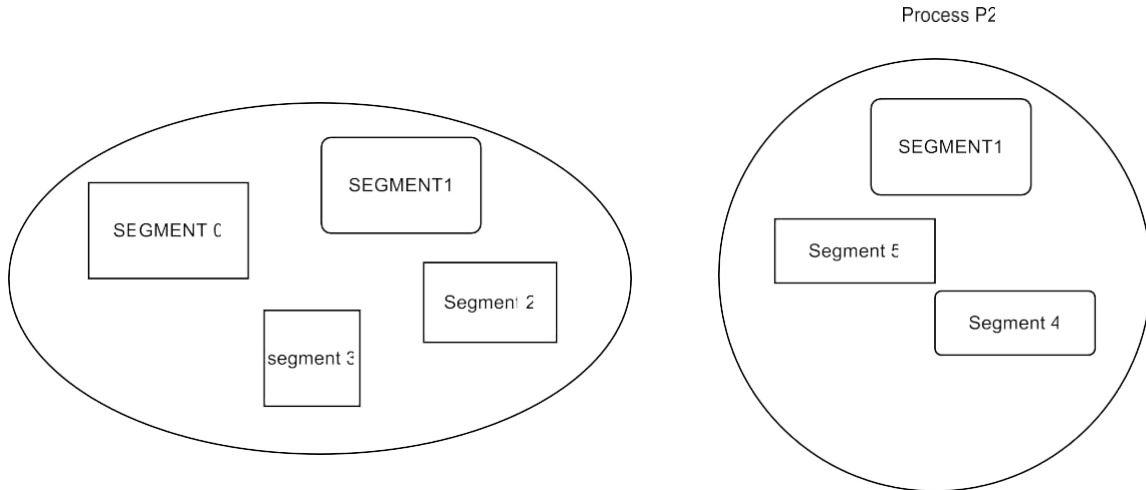 Process P2
SEGMENT1
SEGMENT 0
Segment 2
segment 3
SEGMENT1
Segment 5
Segment 4